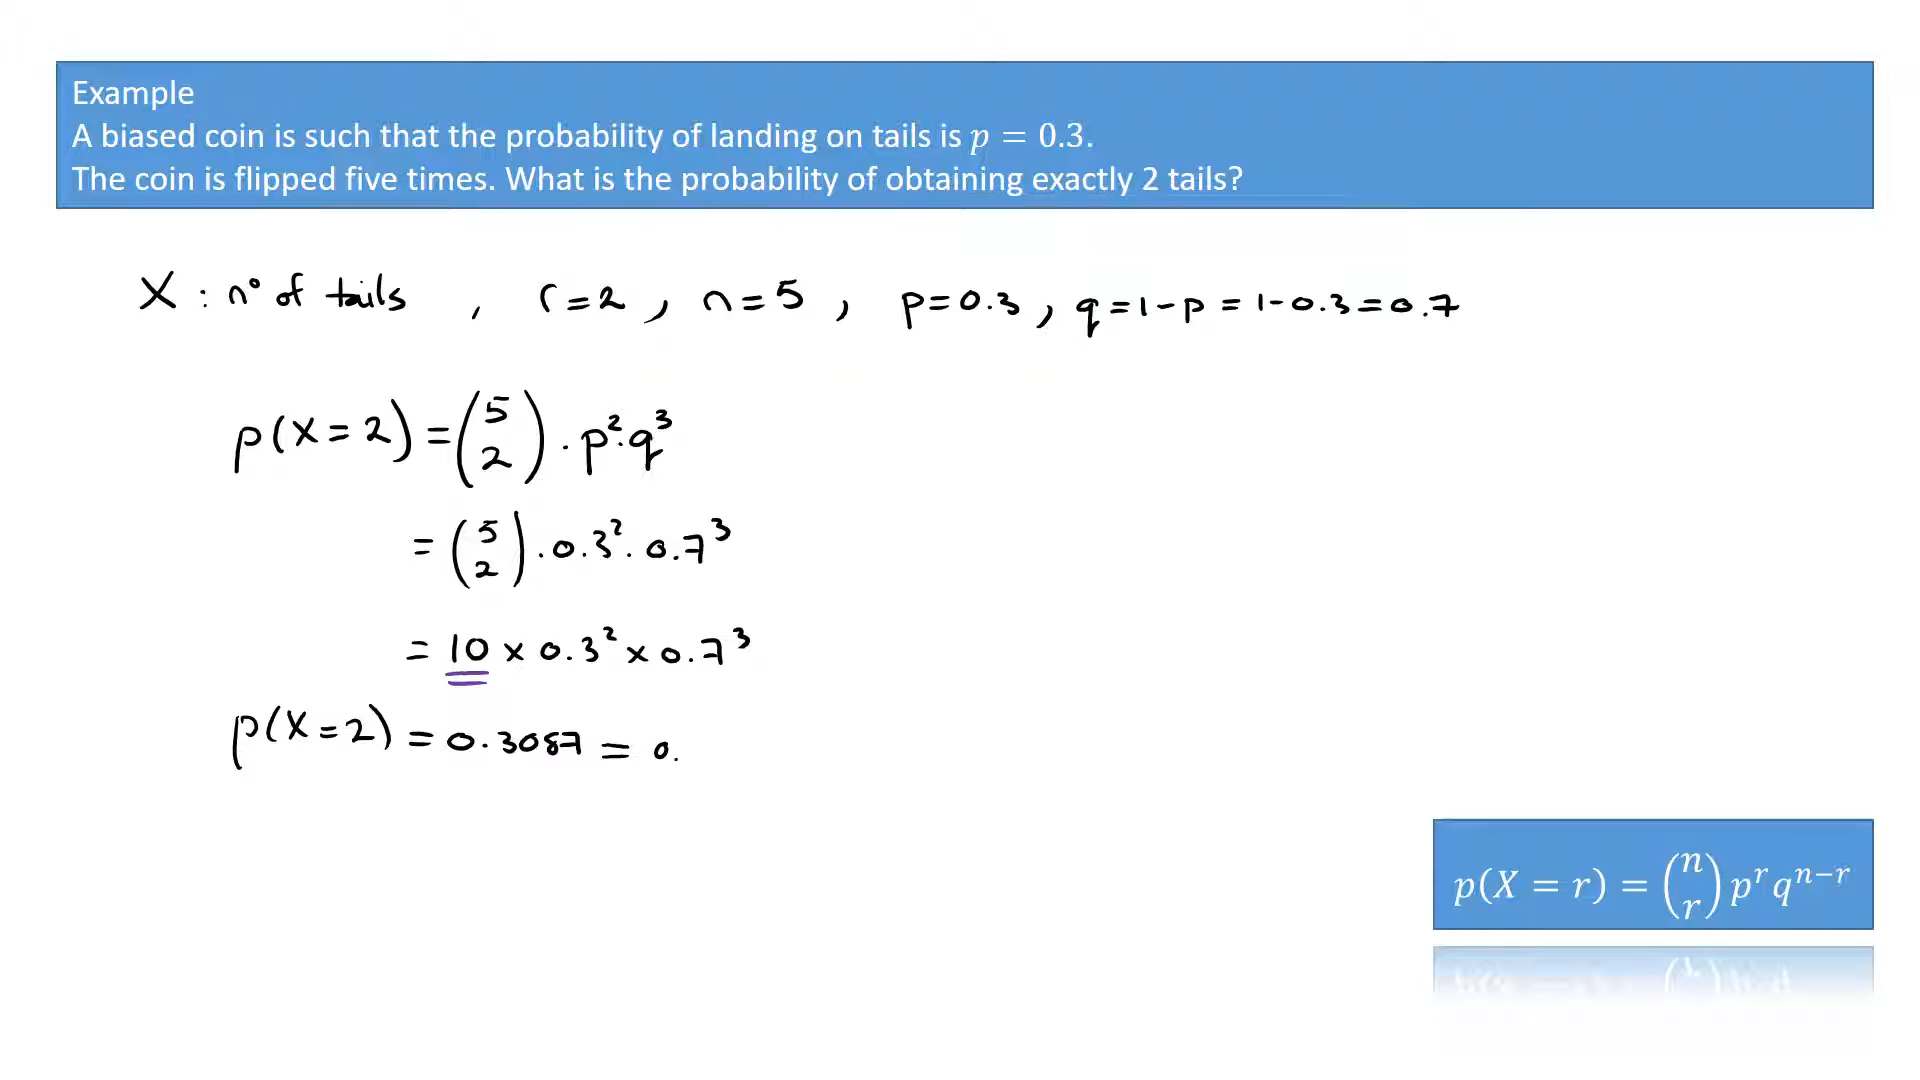 Example
A biased coin is such that the probability of landing on tails is p = 0.3.
The coin is flipped five times. What is the probability of obtaining exactly 2 tails?
X : n° of tails , r=2 , n=5 , p=0.3 , q=1-p = 1-0.3=0.7
p(X=2) = (5 2) . p². q³
= (5 2) . 0.3². 0.7³
= 10 × 0.3² × 0.7³
p(X=2) = 0.3087 = 0.
p(X = r) = (n r) pʳqⁿ⁻ʳ